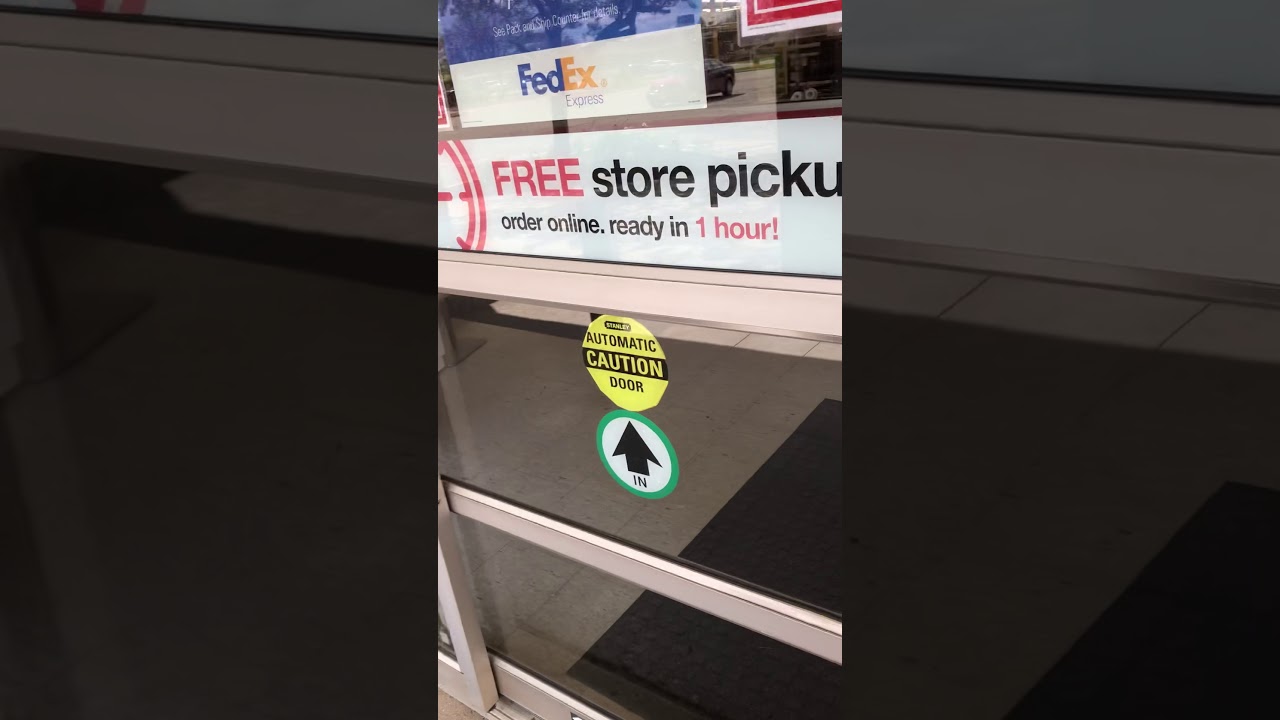 See Pack and Ship Counter for details.
FedEx
Express
FREE store picku
order online. ready in 1 hour!
STANLEY
AUTOMATIC
CAUTION
DOOR
IN